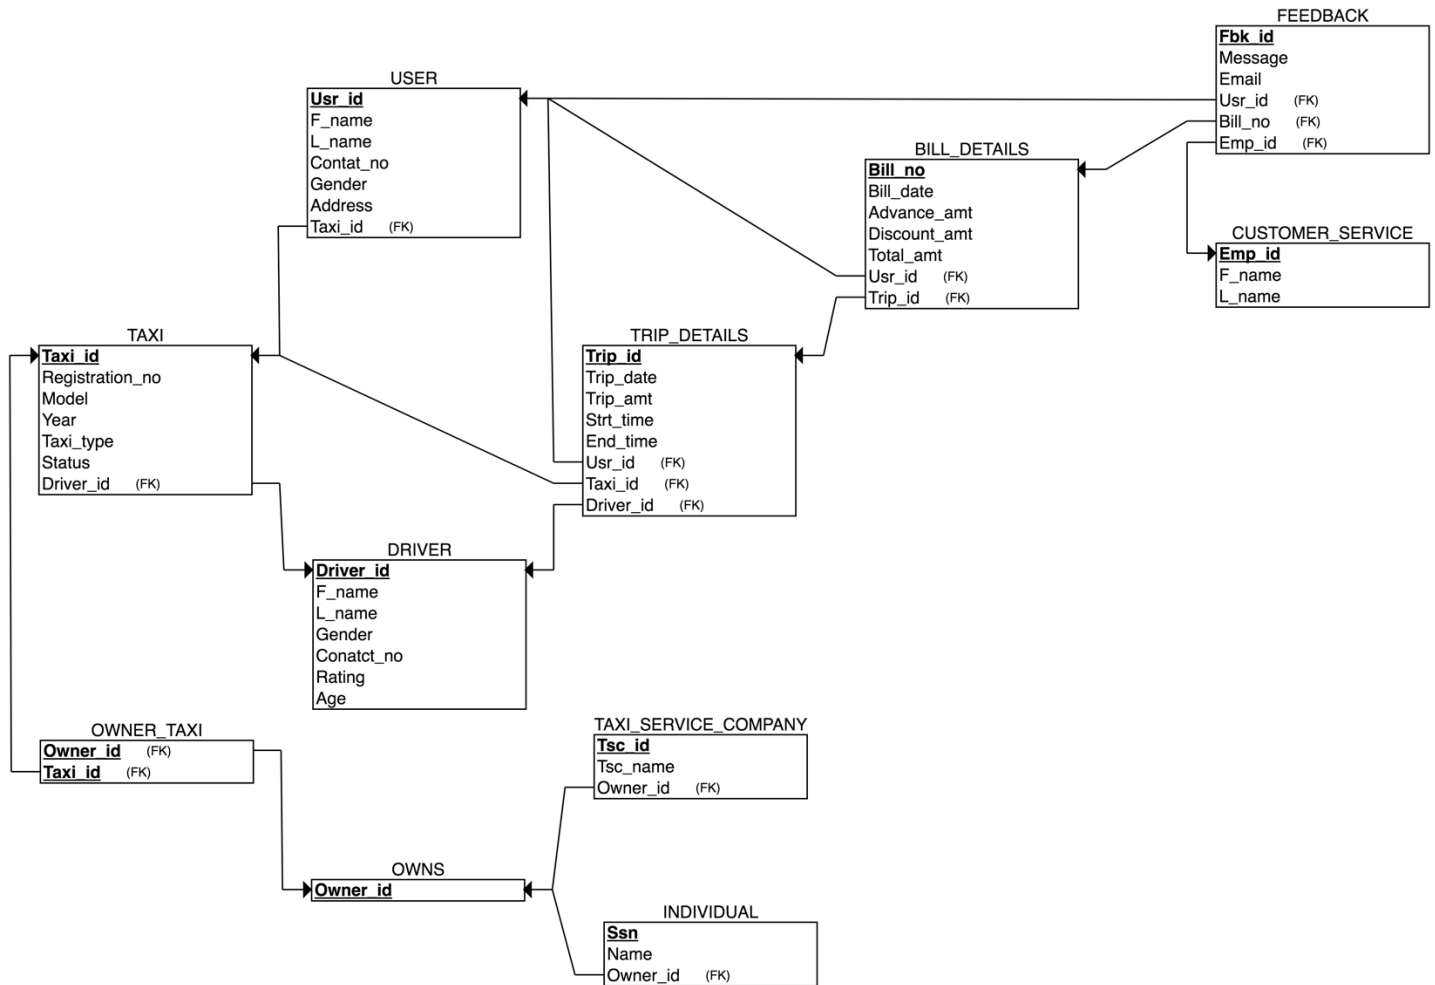 FEEDBACK
Fbk_id
Message
Email
Usr_id (FK)
Bill_no (FK)
Emp_id (FK)
USER
Usr_id
F_name
L_name
Contat_no
Gender
Address
Taxi_id (FK)
BILL_DETAILS
Bill_no
Bill_date
Advance_amt
Discount_amt
Total_amt
Usr_id (FK)
Trip_id (FK)
CUSTOMER_SERVICE
Emp_id
F_name
L_name
TAXI
Taxi_id
Registration_no
Model
Year
Taxi_type
Status
Driver_id (FK)
TRIP_DETAILS
Trip_id
Trip_date
Trip_amt
Strt_time
End_time
Usr_id (FK)
Taxi_id (FK)
Driver_id (FK)
DRIVER
Driver_id
F_name
L_name
Gender
Conatct_no
Rating
Age
OWNER_TAXI
Owner_id (FK)
Taxi_id (FK)
TAXI_SERVICE_COMPANY
Tsc_id
Tsc_name
Owner_id (FK)
OWNS
Owner_id
INDIVIDUAL
Ssn
Name
Owner_id (FK)